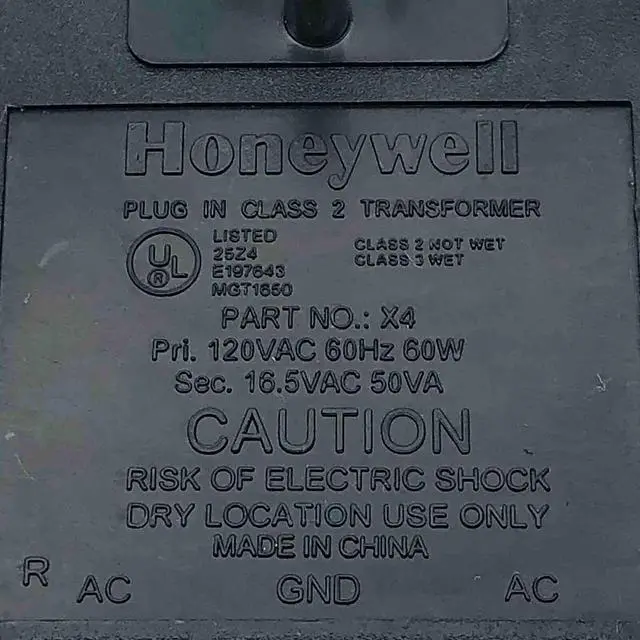 Honeywell
PLUG IN CLASS 2 TRANSFORMER
LISTED
25Z4
E197643
MGT1650
CLASS 2 NOT WET
CLASS 3 WET
UL
®
PART NO.: X4
Pri. 120VAC 60Hz 60W
Sec. 16.5VAC 50VA
CAUTION
RISK OF ELECTRIC SHOCK
DRY LOCATION USE ONLY
MADE IN CHINA
R
AC GND AC